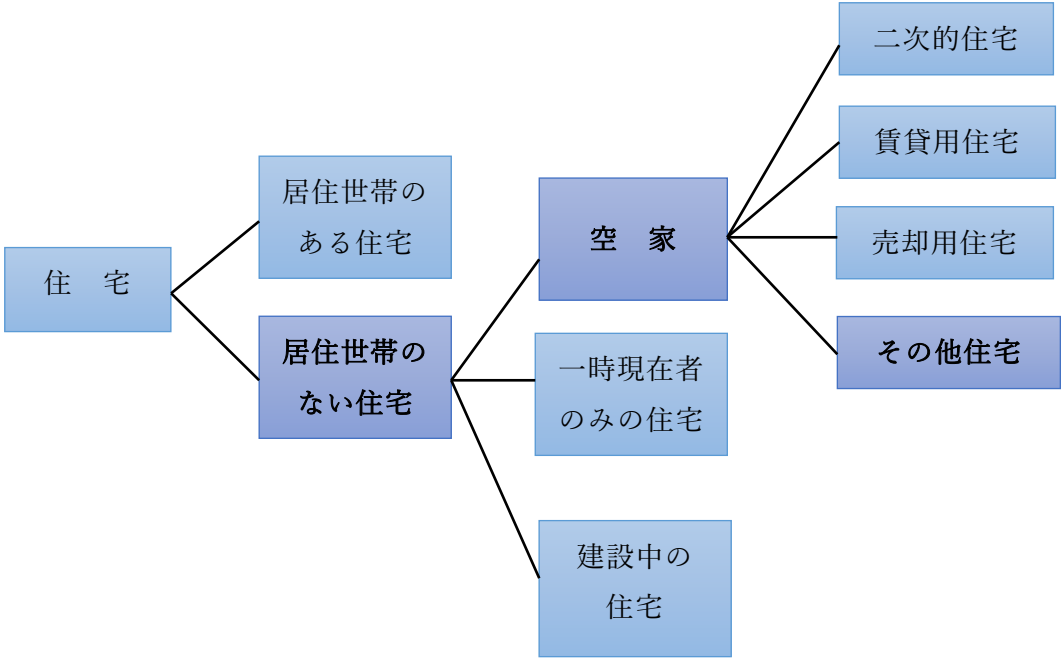 住　宅
居住世帯の
ある住宅
居住世帯の
ない住宅
空　家
一時現在者
のみの住宅
建設中の
住宅
二次的住宅
賃貸用住宅
売却用住宅
その他住宅